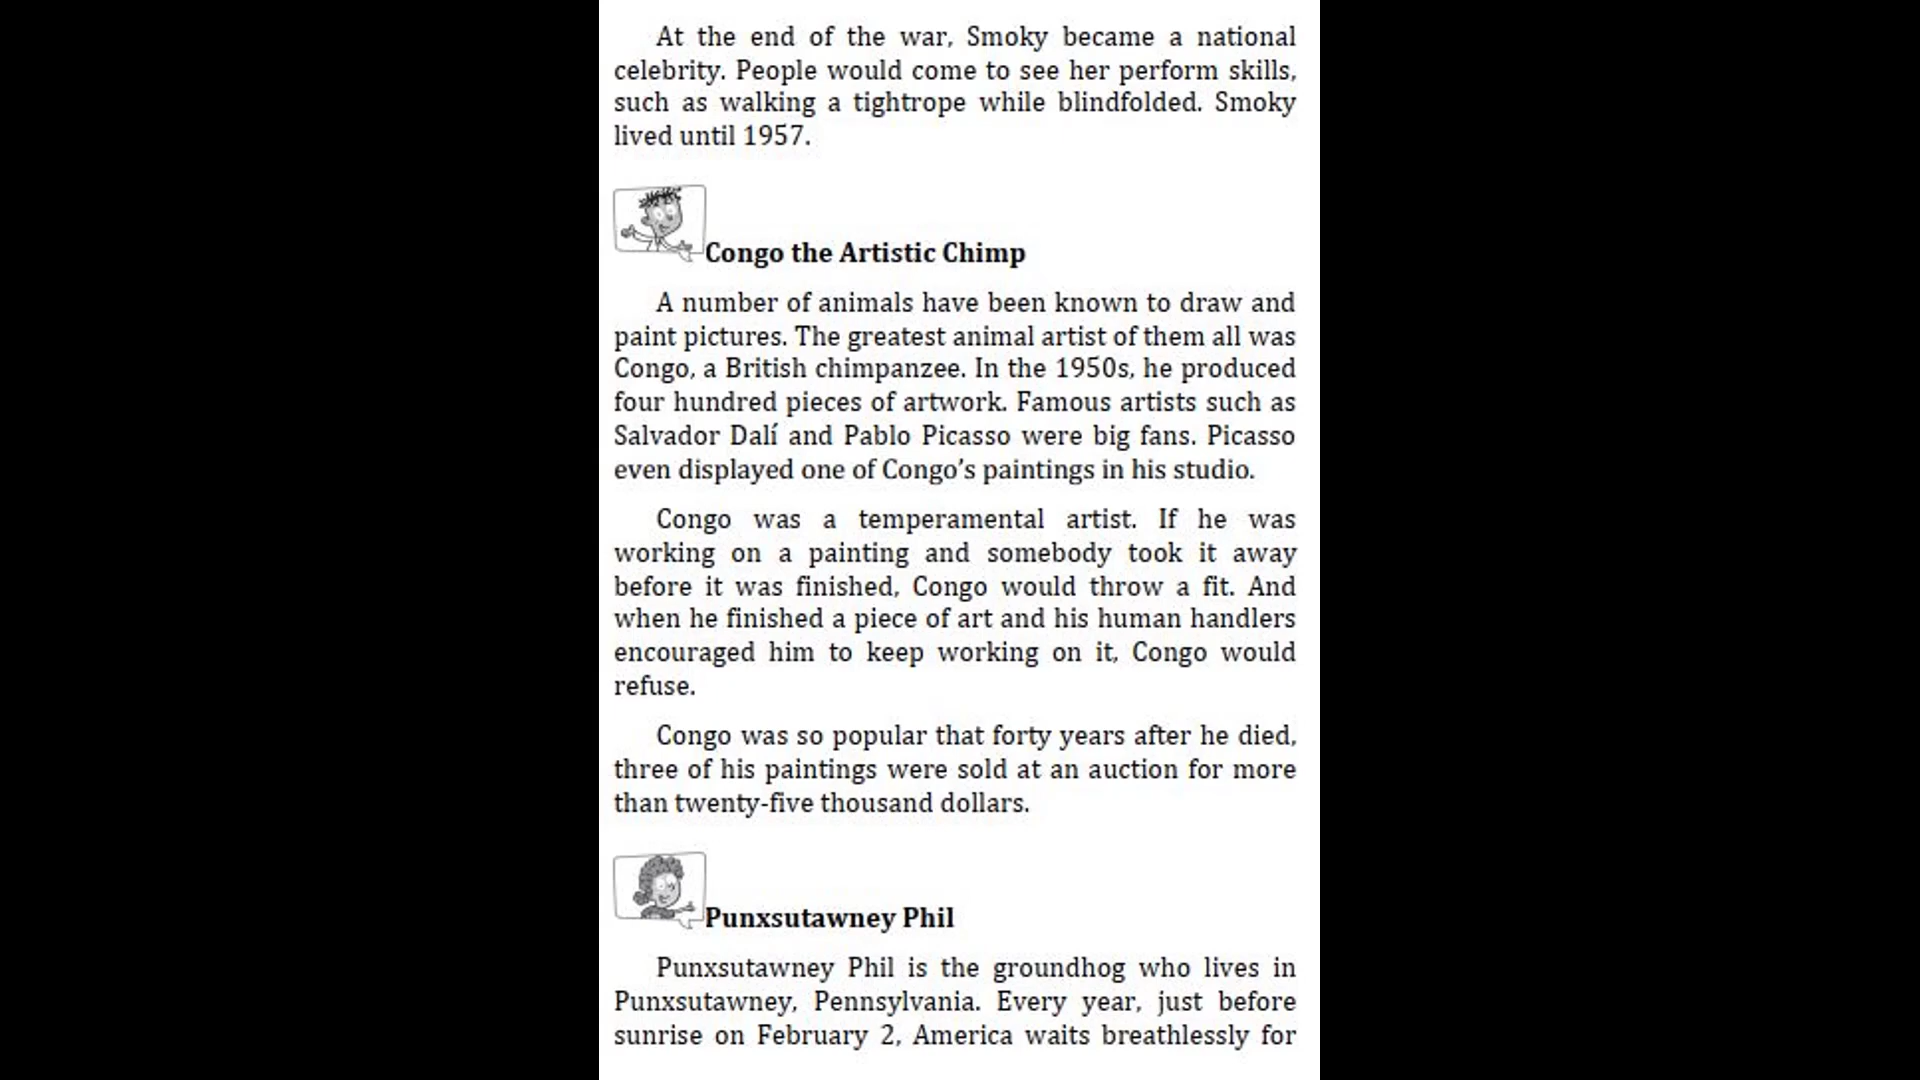 At the end of the war, Smoky became a national
celebrity. People would come to see her perform skills,
such as walking a tightrope while blindfolded. Smoky
lived until 1957.
Congo the Artistic Chimp
A number of animals have been known to draw and
paint pictures. The greatest animal artist of them all was
Congo, a British chimpanzee. In the 1950s, he produced
four hundred pieces of artwork. Famous artists such as
Salvador Dalí and Pablo Picasso were big fans. Picasso
even displayed one of Congo’s paintings in his studio.
Congo was a temperamental artist. If he was
working on a painting and somebody took it away
before it was finished, Congo would throw a fit. And
when he finished a piece of art and his human handlers
encouraged him to keep working on it, Congo would
refuse.
Congo was so popular that forty years after he died,
three of his paintings were sold at an auction for more
than twenty-five thousand dollars.
Punxsutawney Phil
Punxsutawney Phil is the groundhog who lives in
Punxsutawney, Pennsylvania. Every year, just before
sunrise on February 2, America waits breathlessly for